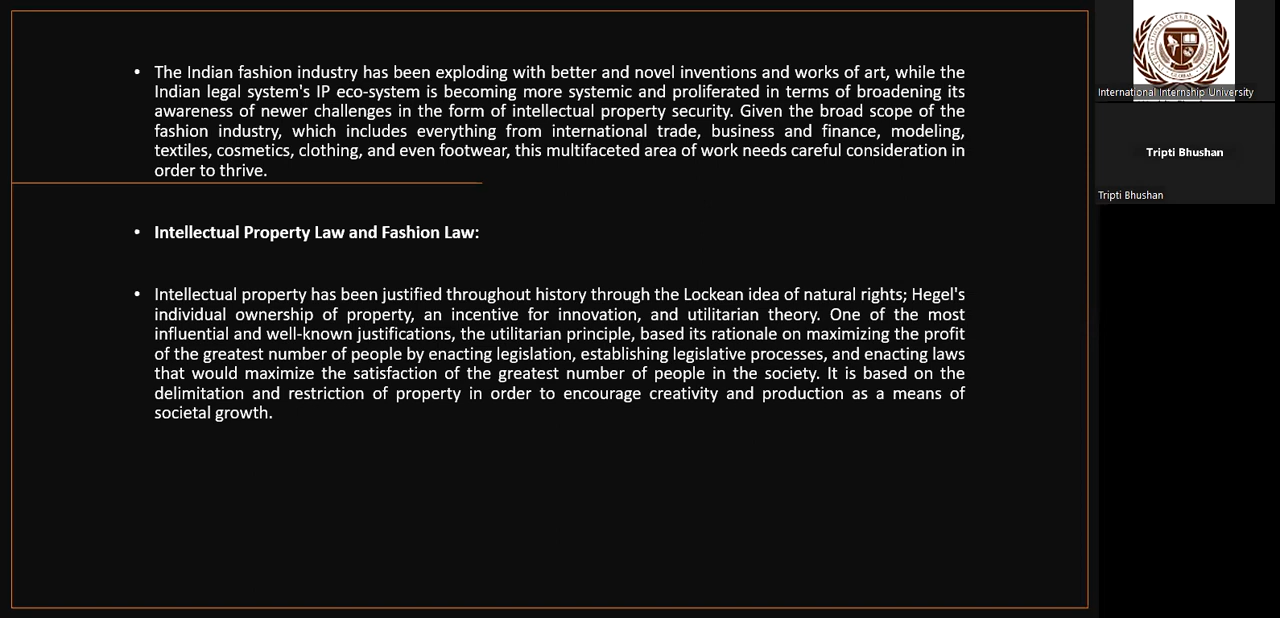 • The Indian fashion industry has been exploding with better and novel inventions and works of art, while the
Indian legal system's IP eco-system is becoming more systemic and proliferated in terms of broadening its
awareness of newer challenges in the form of intellectual property security. Given the broad scope of the
fashion industry, which includes everything from international trade, business and finance, modeling,
textiles, cosmetics, clothing, and even footwear, this multifaceted area of work needs careful consideration in
order to thrive.
• Intellectual Property Law and Fashion Law:
• Intellectual property has been justified throughout history through the Lockean idea of natural rights; Hegel's
individual ownership of property, an incentive for innovation, and utilitarian theory. One of the most
influential and well-known justifications, the utilitarian principle, based its rationale on maximizing the profit
of the greatest number of people by enacting legislation, establishing legislative processes, and enacting laws
that would maximize the satisfaction of the greatest number of people in the society. It is based on the
delimitation and restriction of property in order to encourage creativity and production as a means of
societal growth.
International Internship University
Tripti Bhushan
Tripti Bhushan